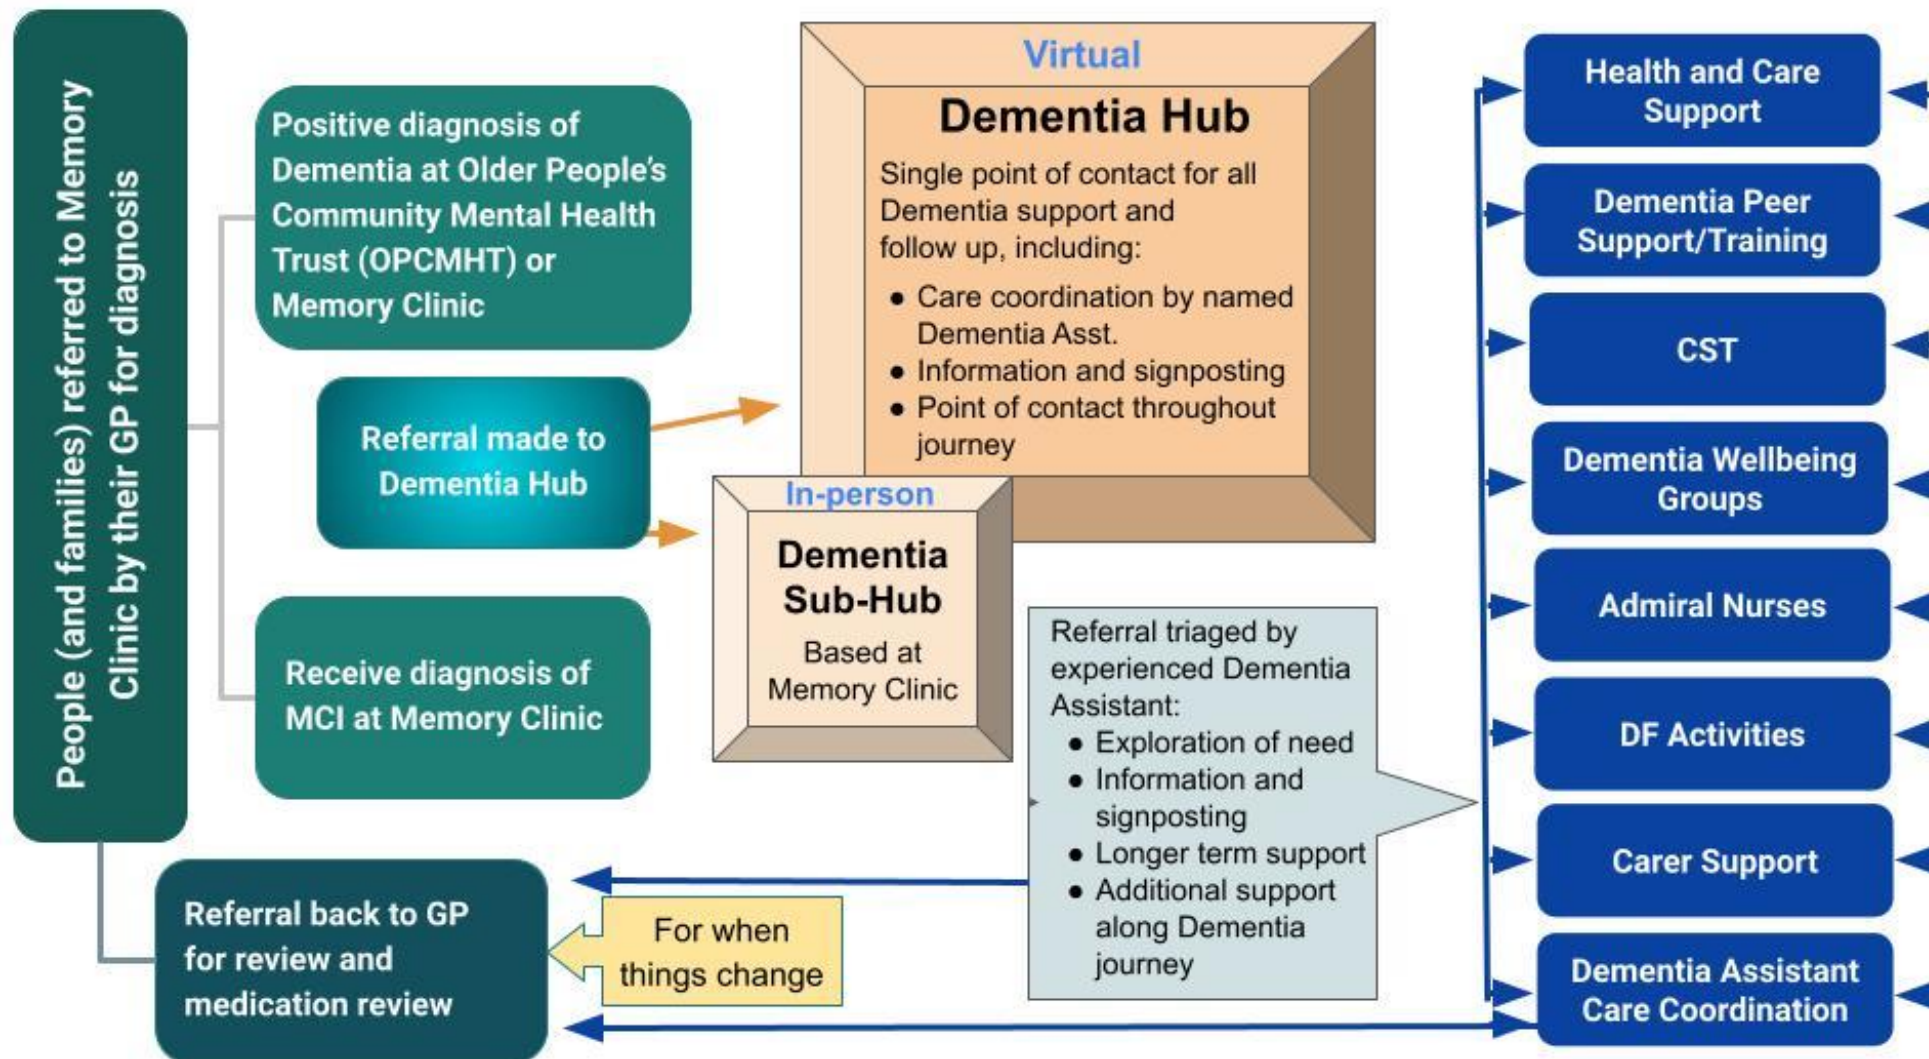 People (and families) referred to Memory
Clinic by their GP for diagnosis
Positive diagnosis of
Dementia at Older People's
Community Mental Health
Trust (OPCMHT) or
Memory Clinic
Referral made to
Dementia Hub
Receive diagnosis of
MCI at Memory Clinic
Referral back to GP
for review and
medication review
For when
things change
Virtual
Dementia Hub
Single point of contact for all
Dementia support and
follow up, including:
● Care coordination by named
Dementia Asst.
● Information and signposting
● Point of contact throughout
journey
In-person
Dementia
Sub-Hub
Based at
Memory Clinic
Referral triaged by
experienced Dementia
Assistant:
● Exploration of need
● Information and
signposting
● Longer term support
● Additional support
along Dementia
journey
Health and Care
Support
Dementia Peer
Support/Training
CST
Dementia Wellbeing
Groups
Admiral Nurses
DF Activities
Carer Support
Dementia Assistant
Care Coordination